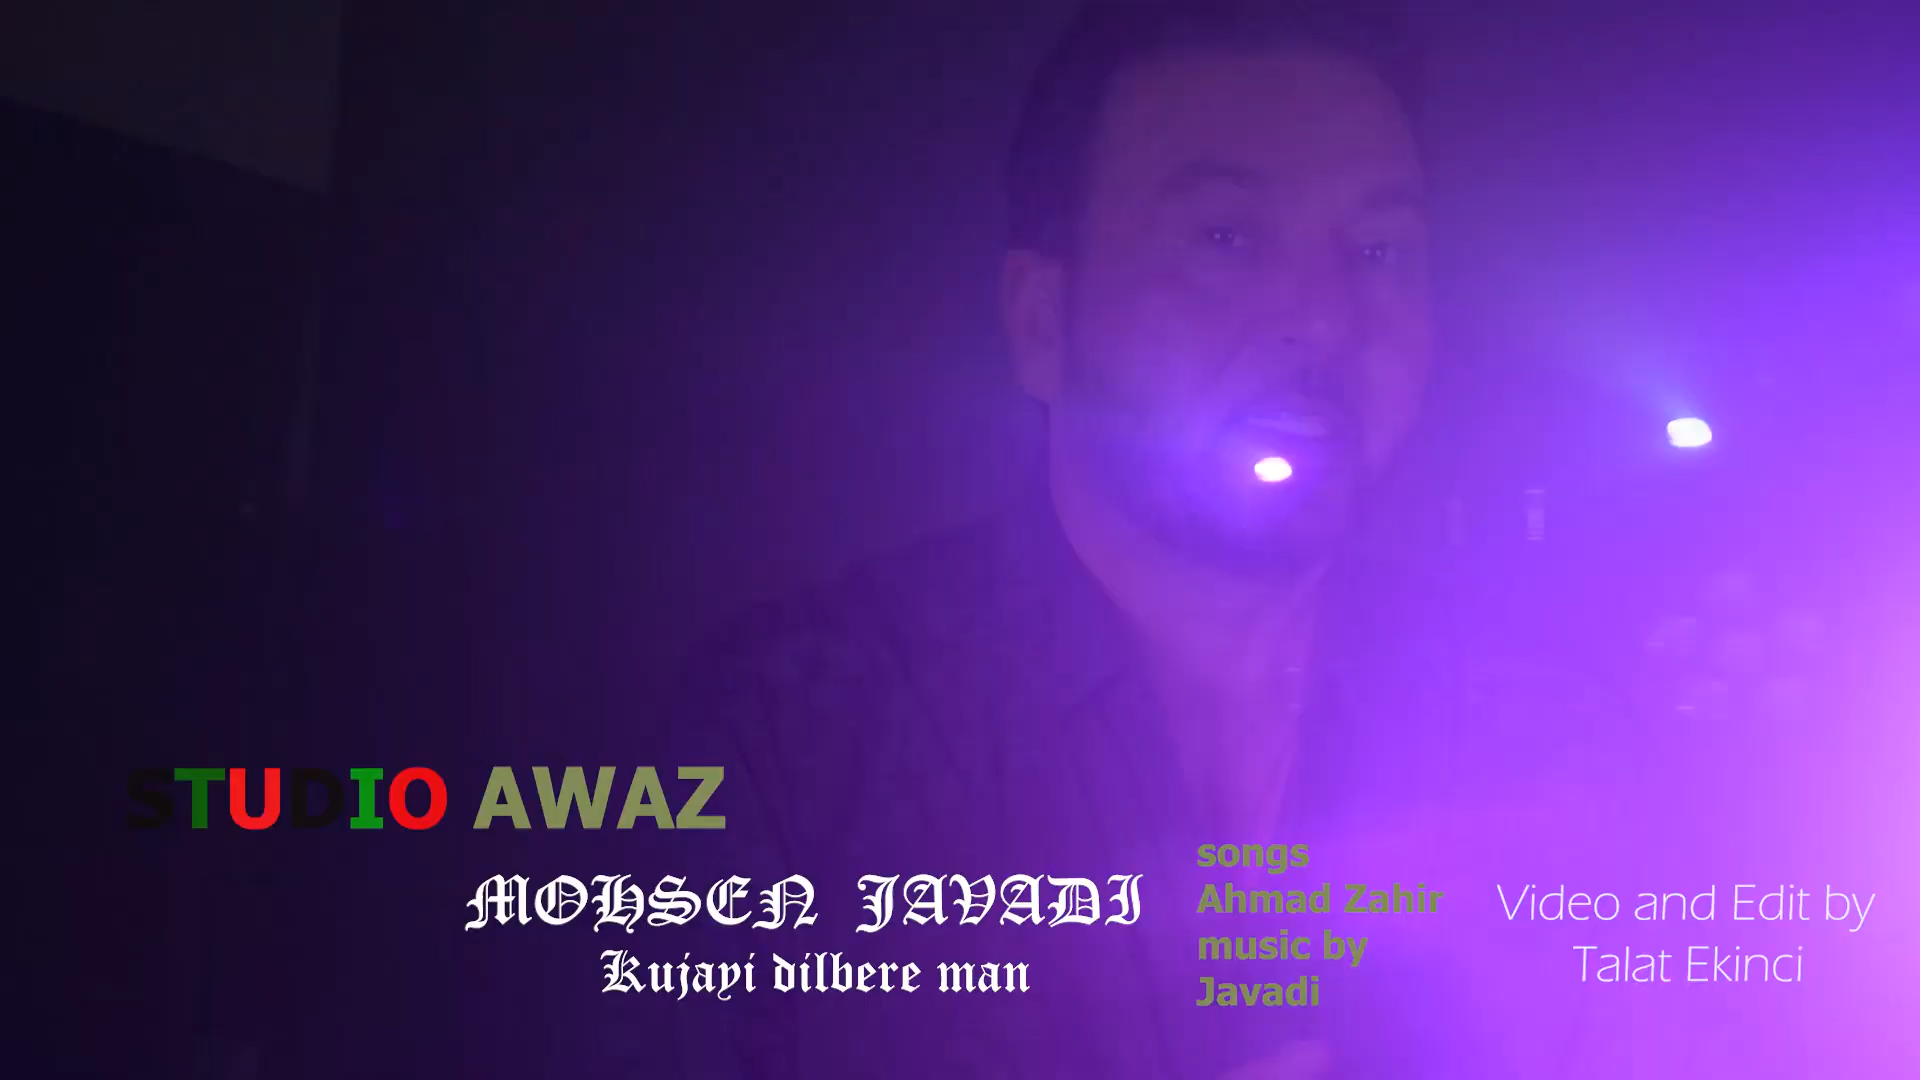 STUDIO AWAZ
MOHSEN JAVADI
Kujayi dilbere man
songs
Ahmad Zahir
music by
Javadi
Video and Edit by
Talat Ekinci